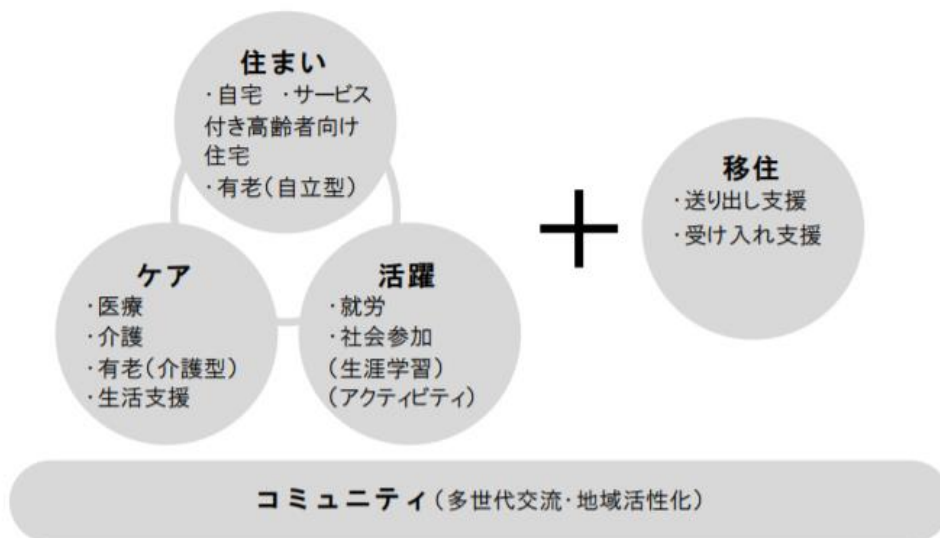 住まい
・自宅 ・サービス
付き高齢者向け
住宅
・有老(自立型)
移住
・送り出し支援
・受け入れ支援
ケア
・医療
・介護
・有老(介護型)
・生活支援
活躍
・就労
・社会参加
(生涯学習)
(アクティビティ)
コミュニティ(多世代交流・地域活性化)